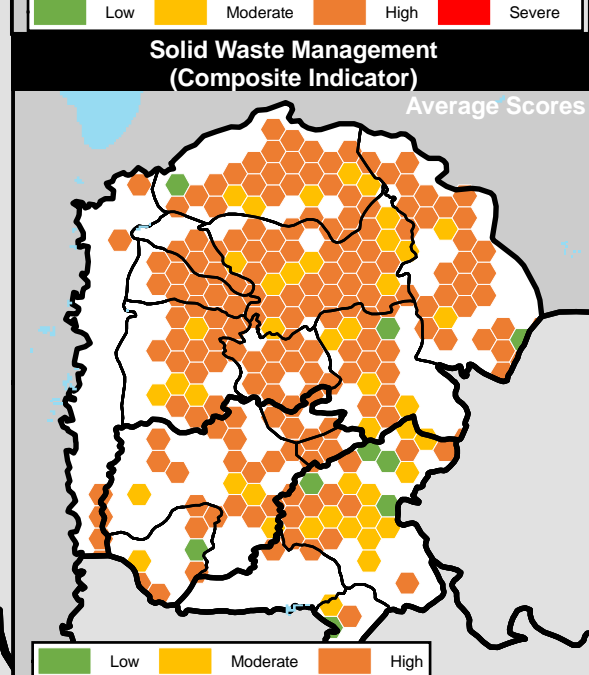 Low Moderate High Severe
Solid Waste Management
(Composite Indicator)
Average Scores
Low Moderate High